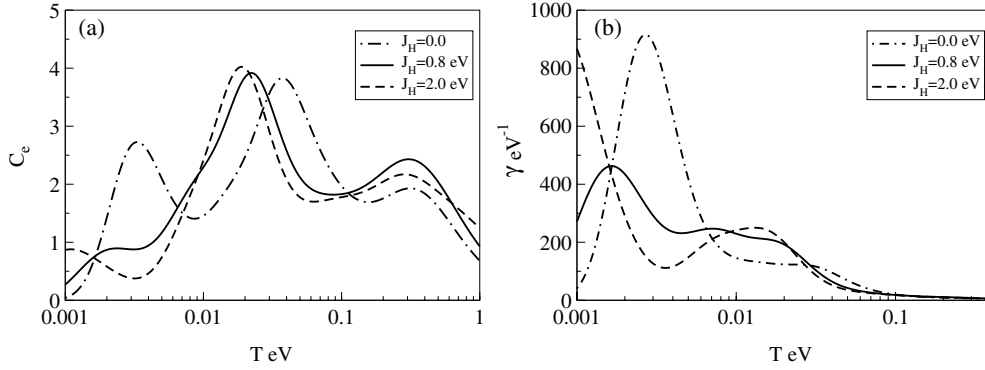 (a)
J_H=0.0
J_H=0.8 eV
J_H=2.0 eV
C_e
5
4
3
2
1
0
0.001
0.01
0.1
1
T eV
(b)
J_H=0.0 eV
J_H=0.8 eV
J_H=2.0 eV
γ eV^-1
1000
800
600
400
200
0
0.001
0.01
0.1
T eV